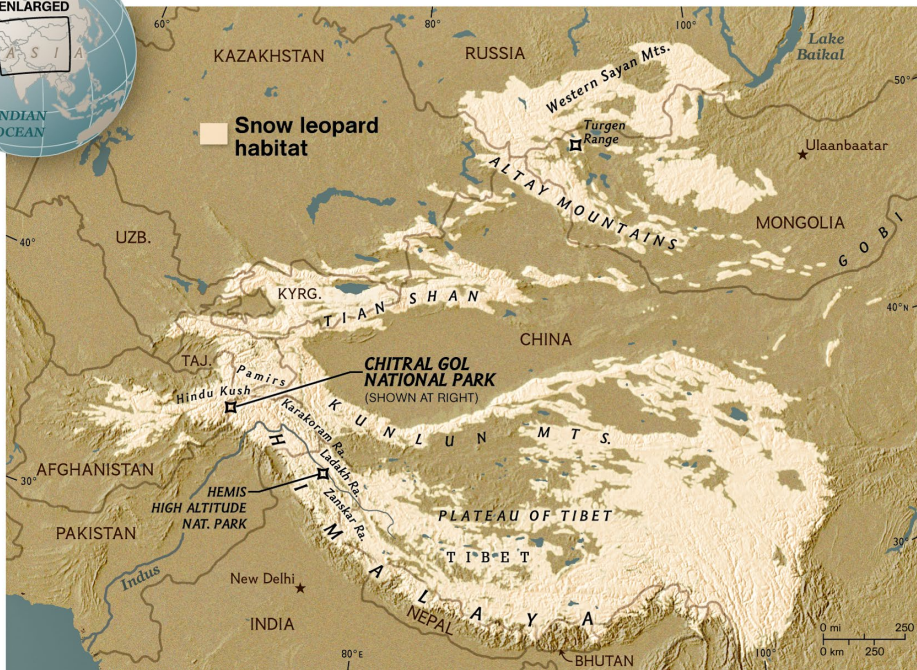 ENLARGED
ASIA
INDIAN
OCEAN
60°
80°
100°
KAZAKHSTAN
RUSSIA
Lake
Baikal
50°
Western Sayan Mts.
Snow leopard
habitat
Turgen
Range
Ulaanbaatar
ALTAY MOUNTAINS
MONGOLIA
GOBI
40°
UZB.
KYRG.
TIAN SHAN
40°N
CHINA
TAJ.
Pamirs
CHITRAL GOL
NATIONAL PARK
(SHOWN AT RIGHT)
Hindu Kush
Karakoram Ra.
KUNLUN MTS.
Ladakh Ra.
AFGHANISTAN
30°
HEMIS
HIGH ALTITUDE
NAT. PARK
Zanskar Ra.
PLATEAU OF TIBET
PAKISTAN
TIBET
30°
HIMALAYA
Indus
New Delhi
INDIA
NEPAL
BHUTAN
80°E
100°
0 mi 250
0 km 250